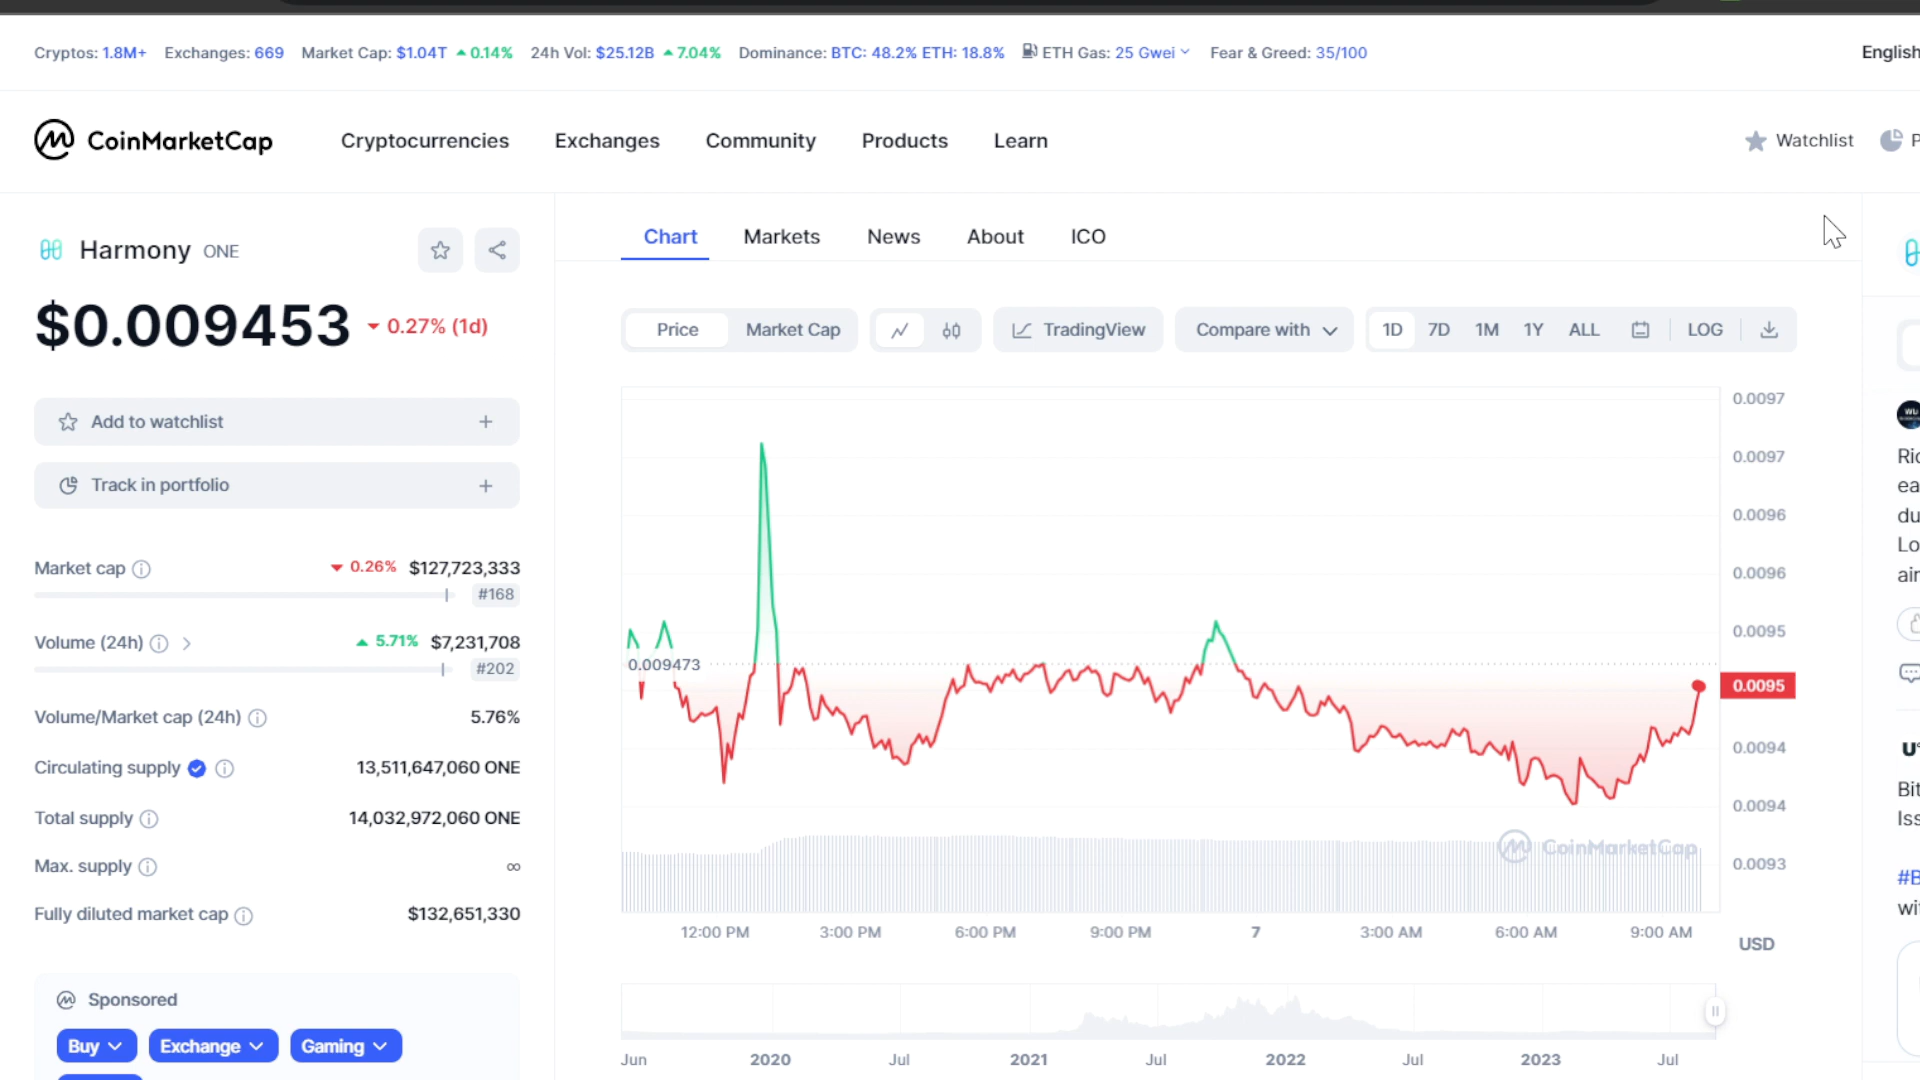 Cryptos: 1.8M+ Exchanges: 669 Market Cap: $1.04T 0.14% 24h Vol: $25.12B 7.04% Dominance: BTC: 48.2% ETH: 18.8% ETH Gas: 25 Gwei Fear & Greed: 35/100 English
CoinMarketCap Cryptocurrencies Exchanges Community Products Learn Watchlist
Harmony ONE
$0.009453 0.27% (1d)
Add to watchlist +
Track in portfolio +
Market cap 0.26% $127,723,333
#168
Volume (24h) 5.71% $7,231,708
#202
Volume/Market cap (24h) 5.76%
Circulating supply 13,511,647,060 ONE
Total supply 14,032,972,060 ONE
Max. supply ∞
Fully diluted market cap $132,651,330
Sponsored
Buy Exchange Gaming
Chart Markets News About ICO
Price Market Cap TradingView Compare with 1D 7D 1M 1Y ALL LOG
0.0097
0.0097
0.0096
0.0096
0.0095
0.009473
0.0095
0.0094
0.0094
0.0093
CoinMarketCap
12:00 PM 3:00 PM 6:00 PM 9:00 PM 7 3:00 AM 6:00 AM 9:00 AM
USD
Jun 2020 Jul 2021 Jul 2022 Jul 2023 Jul